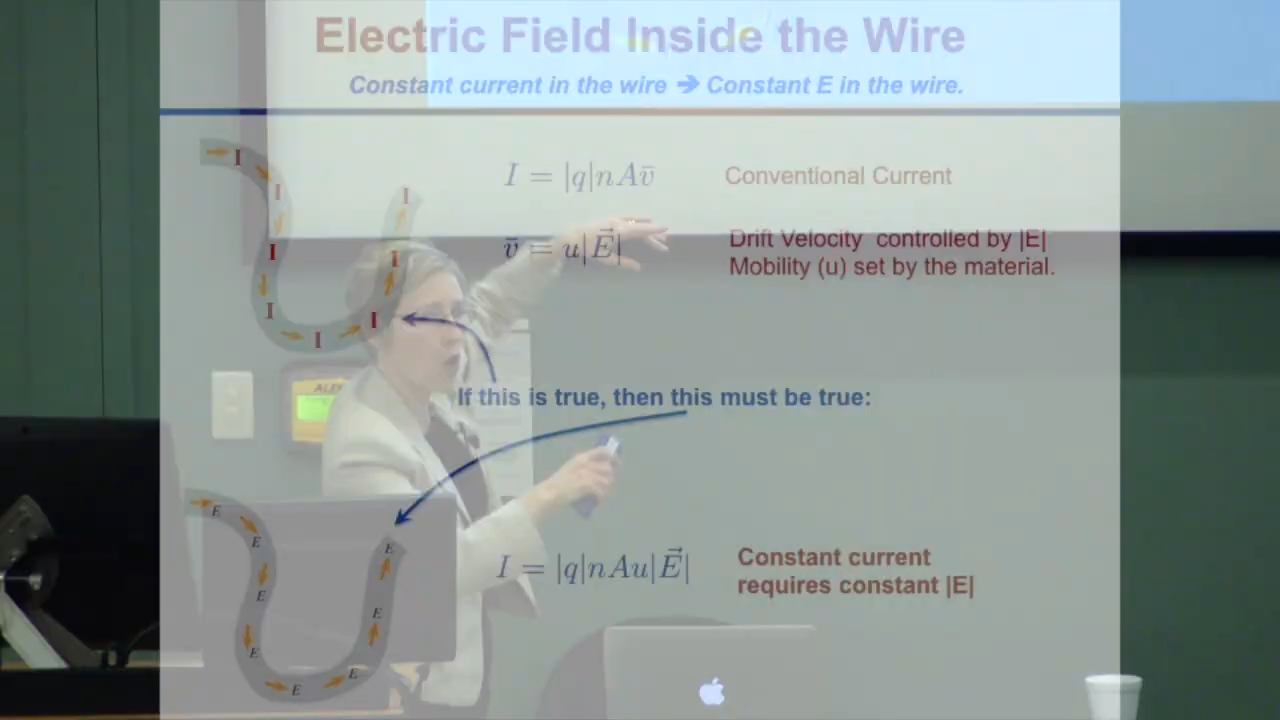 Electric Field Inside the Wire
Constant current in the wire ➔ Constant E in the wire.
I = |q|nAv̄
Conventional Current
v̄ = u|E⃗|
Drift Velocity controlled by |E|
Mobility (u) set by the material.
I
I
I
I
I
I
I
I
If this is true, then this must be true:
I = |q|nAu|E⃗|
Constant current
requires constant |E|
E
E
E
E
E
E
E
E